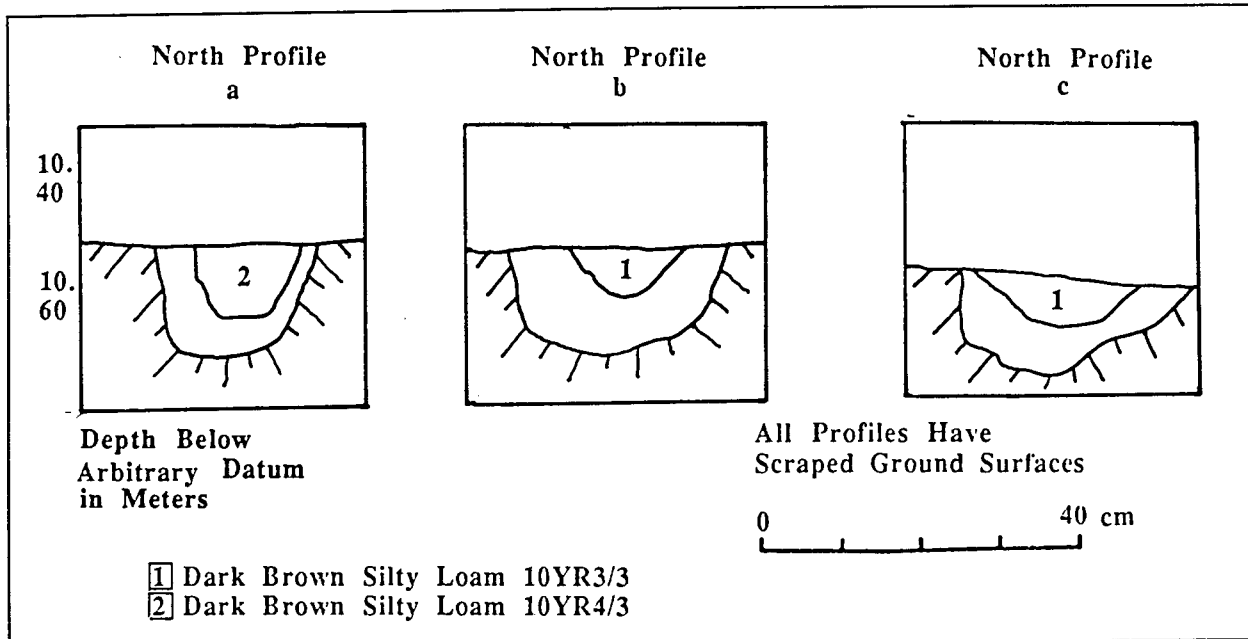 North Profile
a
North Profile
b
North Profile
c
10.
40
2
10.
60
1
1
Depth Below
Arbitrary Datum
in Meters
All Profiles Have
Scraped Ground Surfaces
0 40 cm
1 Dark Brown Silty Loam 10YR3/3
2 Dark Brown Silty Loam 10YR4/3